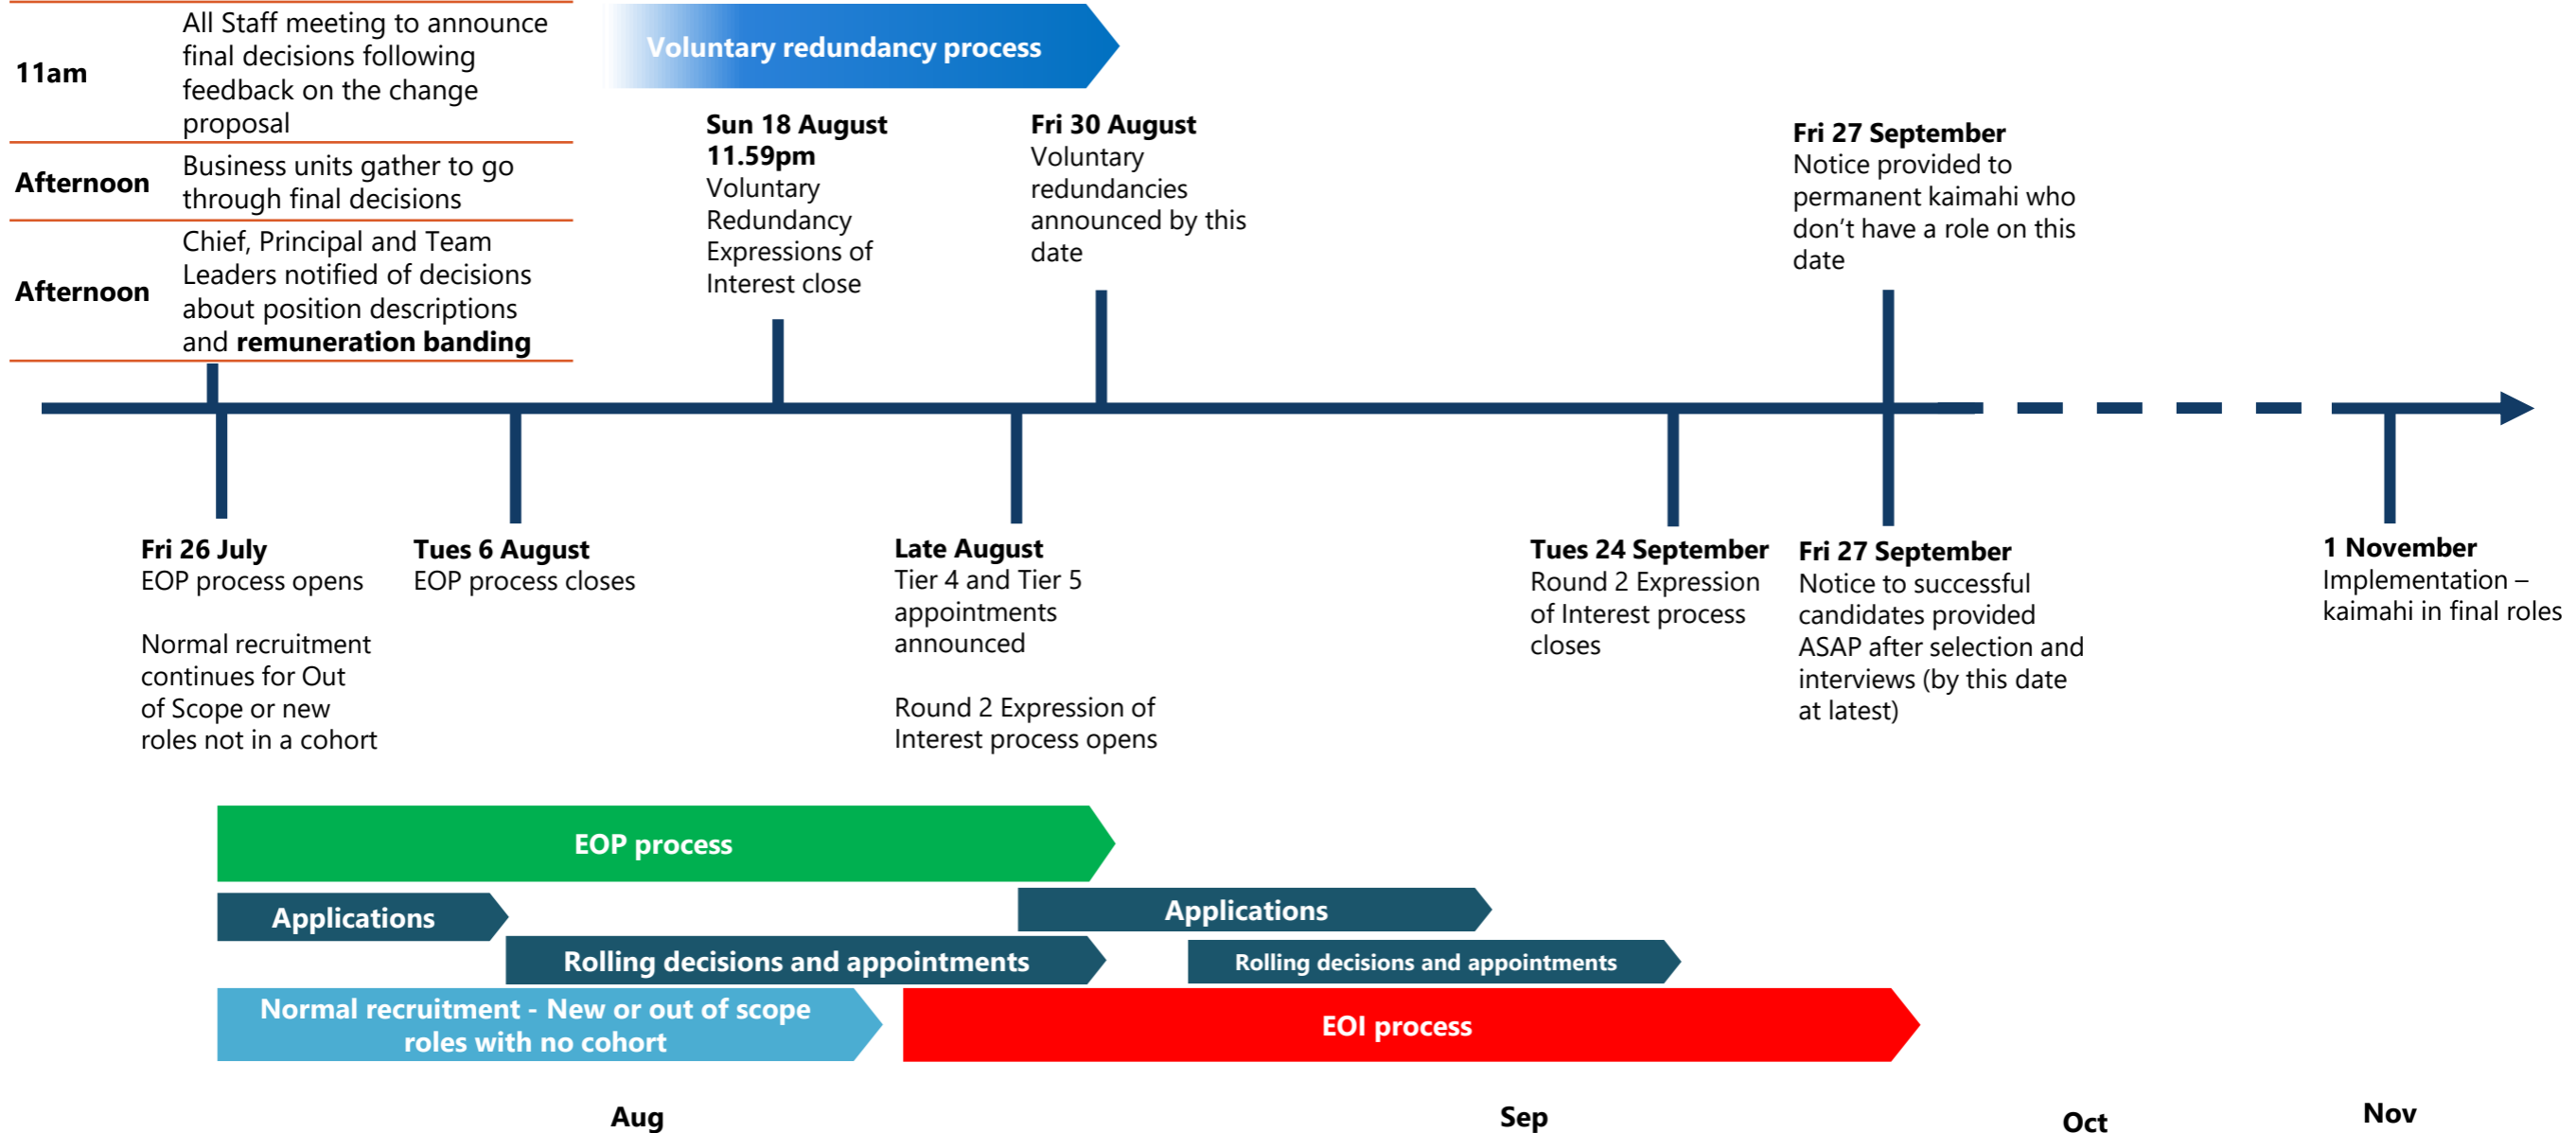 11am
All Staff meeting to announce
final decisions following
feedback on the change
proposal
Afternoon
Business units gather to go
through final decisions
Afternoon
Chief, Principal and Team
Leaders notified of decisions
about position descriptions
and remuneration banding
Voluntary redundancy process
Sun 18 August
11.59pm
Voluntary
Redundancy
Expressions of
Interest close
Fri 30 August
Voluntary
redundancies
announced by this
date
Fri 27 September
Notice provided to
permanent kaimahi who
don’t have a role on this
date
Fri 26 July
EOP process opens
Normal recruitment
continues for Out
of Scope or new
roles not in a cohort
Tues 6 August
EOP process closes
Late August
Tier 4 and Tier 5
appointments
announced
Round 2 Expression of
Interest process opens
Tues 24 September
Round 2 Expression
of Interest process
closes
Fri 27 September
Notice to successful
candidates provided
ASAP after selection and
interviews (by this date
at latest)
1 November
Implementation –
kaimahi in final roles
EOP process
Applications
Applications
Rolling decisions and appointments
Rolling decisions and appointments
Normal recruitment - New or out of scope
roles with no cohort
EOI process
Aug
Sep
Oct
Nov